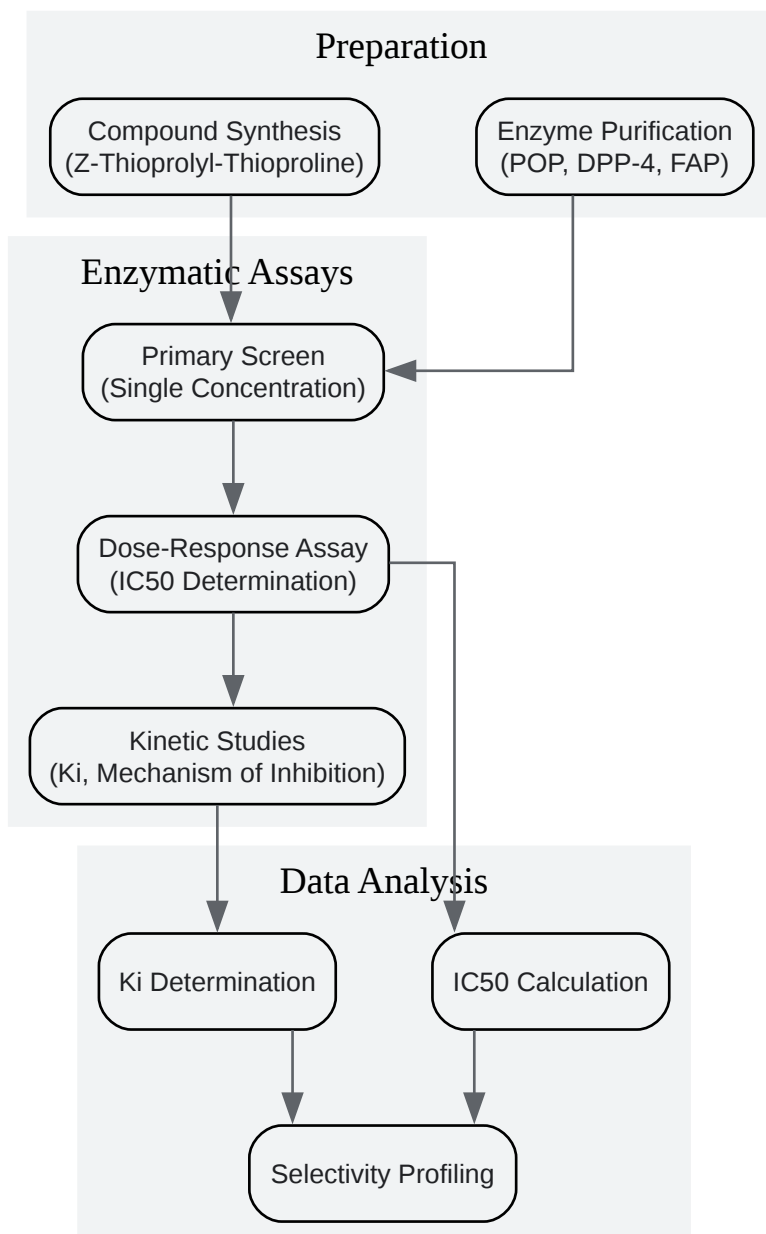 Preparation
Compound Synthesis
(Z-Thioprolyl-Thioproline)
Enzyme Purification
(POP, DPP-4, FAP)
Enzymatic Assays
Primary Screen
(Single Concentration)
Dose-Response Assay
(IC50 Determination)
Kinetic Studies
(Ki, Mechanism of Inhibition)
Data Analysis
Ki Determination
IC50 Calculation
Selectivity Profiling